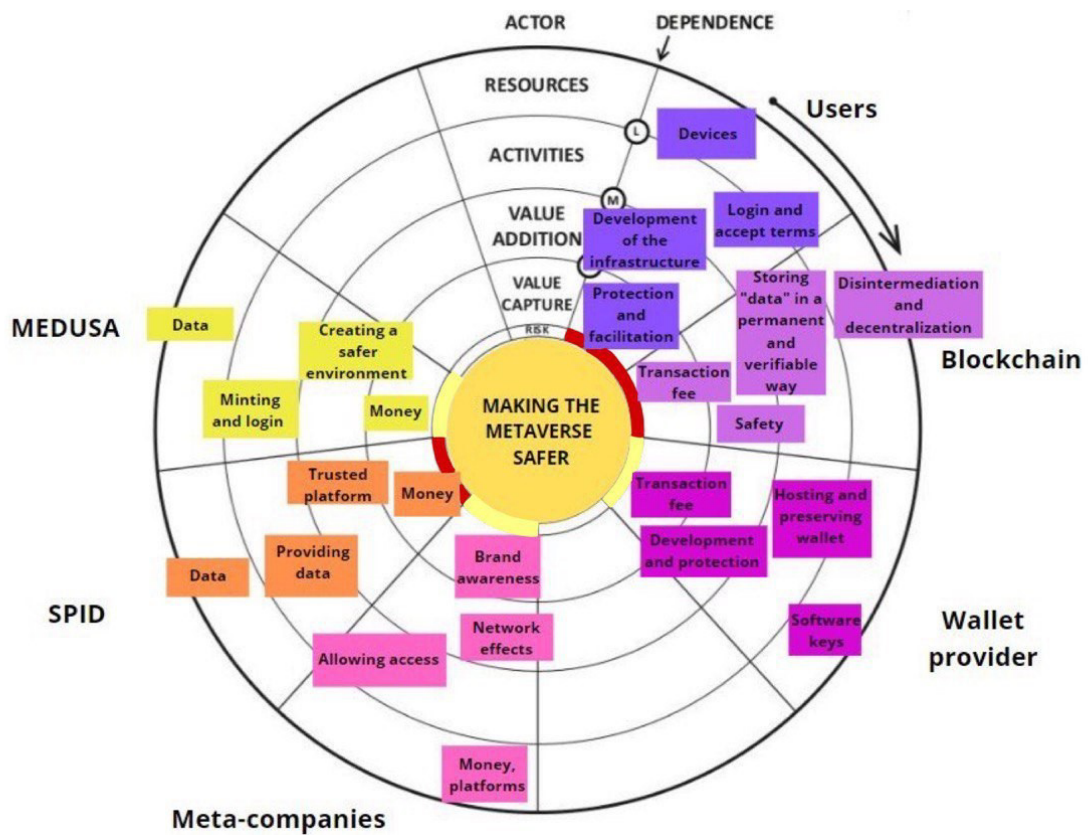 ACTOR
DEPENDENCE
RESOURCES
Users
L
Devices
ACTIVITIES
M
VALUE
ADDITION
Development
of the
infrastructure
Login and
accept terms
VALUE
CAPTURE
Protection
and
facilitation
Storing
"data" in a
permanent
and
verifiable
way
Disintermediation
and
decentralization
RISK
MEDUSA
Data
Creating a
safer
environment
Blockchain
Transaction
fee
Minting
and login
Money
MAKING THE
METAVERSE
SAFER
Safety
Trusted
platform
Money
Transaction
fee
Hosting and
preserving
wallet
Data
Providing
data
Brand
awareness
Development
and protection
SPID
Network
effects
Software
keys
Wallet
provider
Allowing access
Money,
platforms
Meta-companies